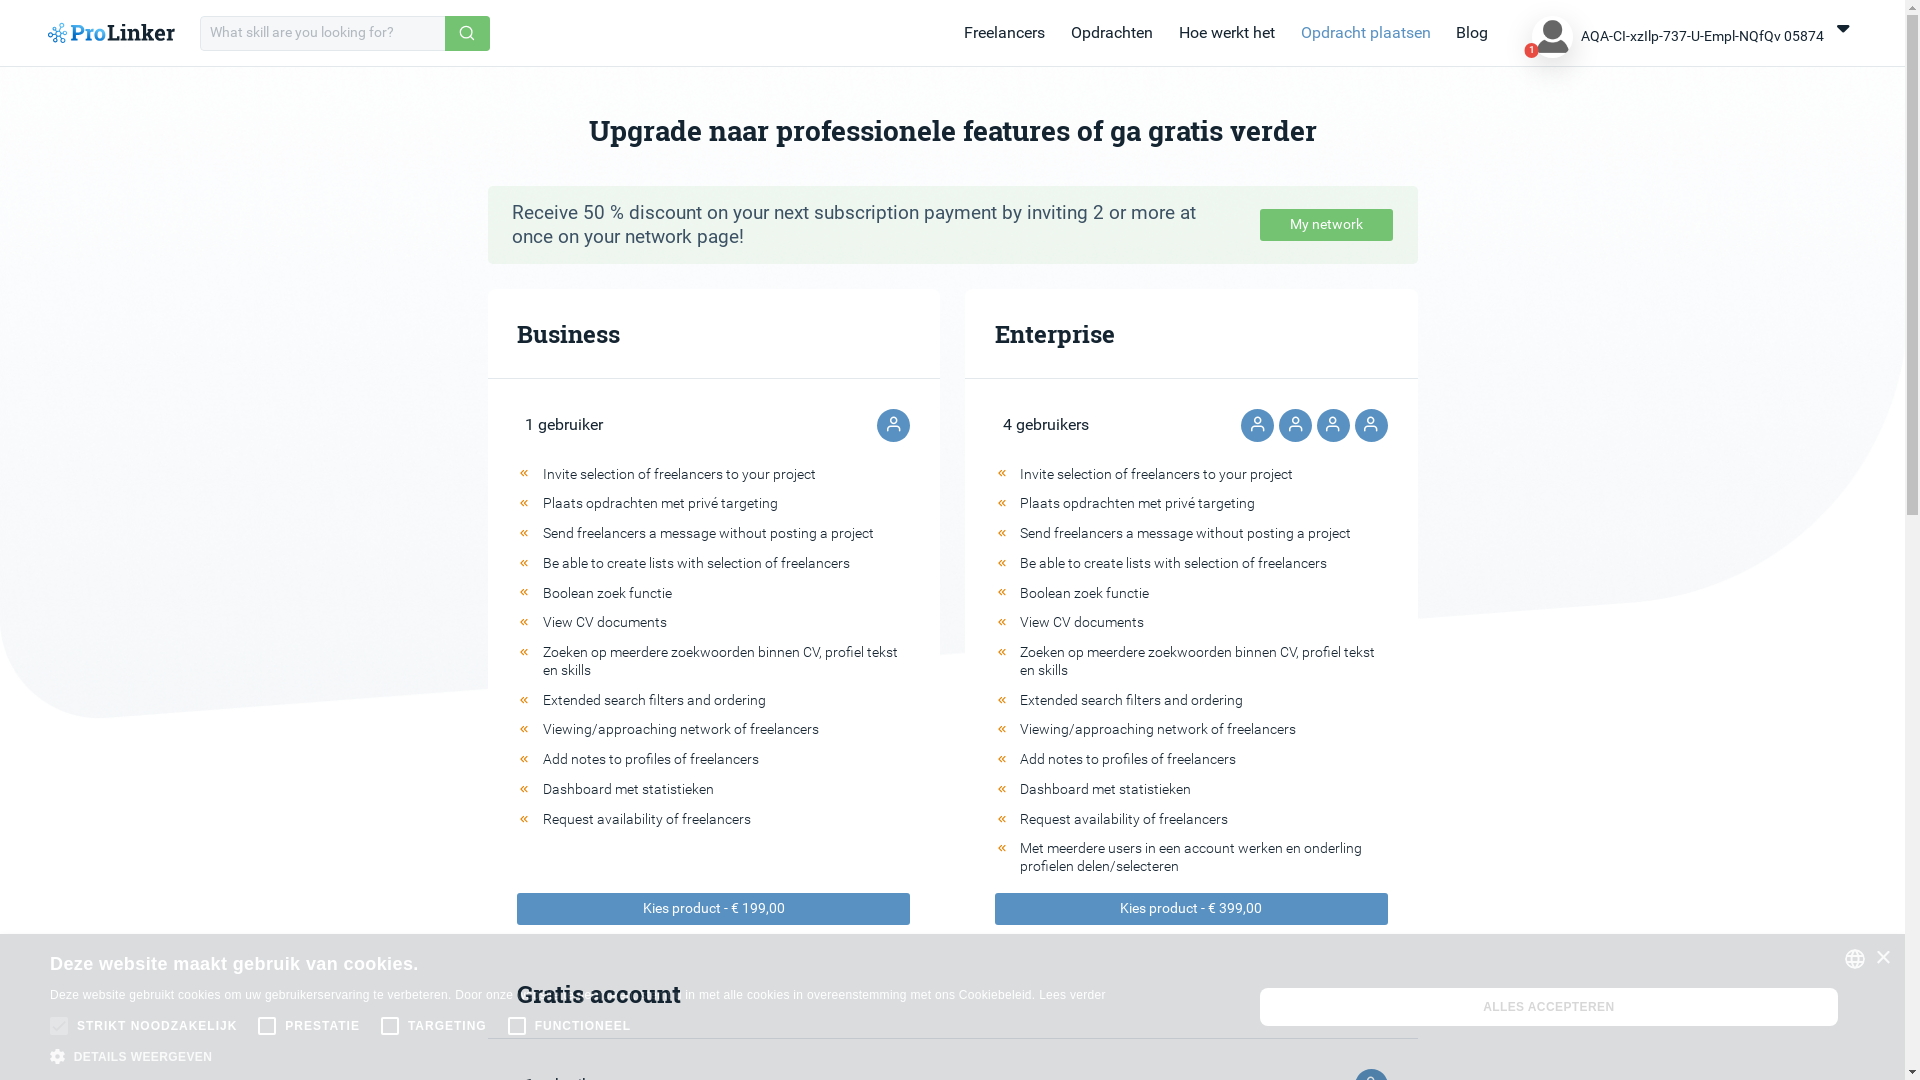 ProLinker
What skill are you looking for?
Freelancers
Opdrachten
Hoe werkt het
Opdracht plaatsen
Blog
1
AQA-CI-xzIlp-737-U-Empl-NQfQv 05874
Upgrade naar professionele features of ga gratis verder
Receive 50 % discount on your next subscription payment by inviting 2 or more at
once on your network page!
My network
Business
1 gebruiker
Invite selection of freelancers to your project
Plaats opdrachten met privé targeting
Send freelancers a message without posting a project
Be able to create lists with selection of freelancers
Boolean zoek functie
View CV documents
Zoeken op meerdere zoekwoorden binnen CV, profiel tekst
en skills
Extended search filters and ordering
Viewing/approaching network of freelancers
Add notes to profiles of freelancers
Dashboard met statistieken
Request availability of freelancers
Kies product - € 199,00
Enterprise
4 gebruikers
Invite selection of freelancers to your project
Plaats opdrachten met privé targeting
Send freelancers a message without posting a project
Be able to create lists with selection of freelancers
Boolean zoek functie
View CV documents
Zoeken op meerdere zoekwoorden binnen CV, profiel tekst
en skills
Extended search filters and ordering
Viewing/approaching network of freelancers
Add notes to profiles of freelancers
Dashboard met statistieken
Request availability of freelancers
Met meerdere users in een account werken en onderling
profielen delen/selecteren
Kies product - € 399,00
Deze website maakt gebruik van cookies.
Deze website gebruikt cookies om uw gebruikerservaring te verbeteren. Door onze in met alle cookies in overeenstemming met ons Cookiebeleid. Lees verder
Gratis account
STRIKT NOODZAKELIJK
PRESTATIE
TARGETING
FUNCTIONEEL
DETAILS WEERGEVEN
ALLES ACCEPTEREN